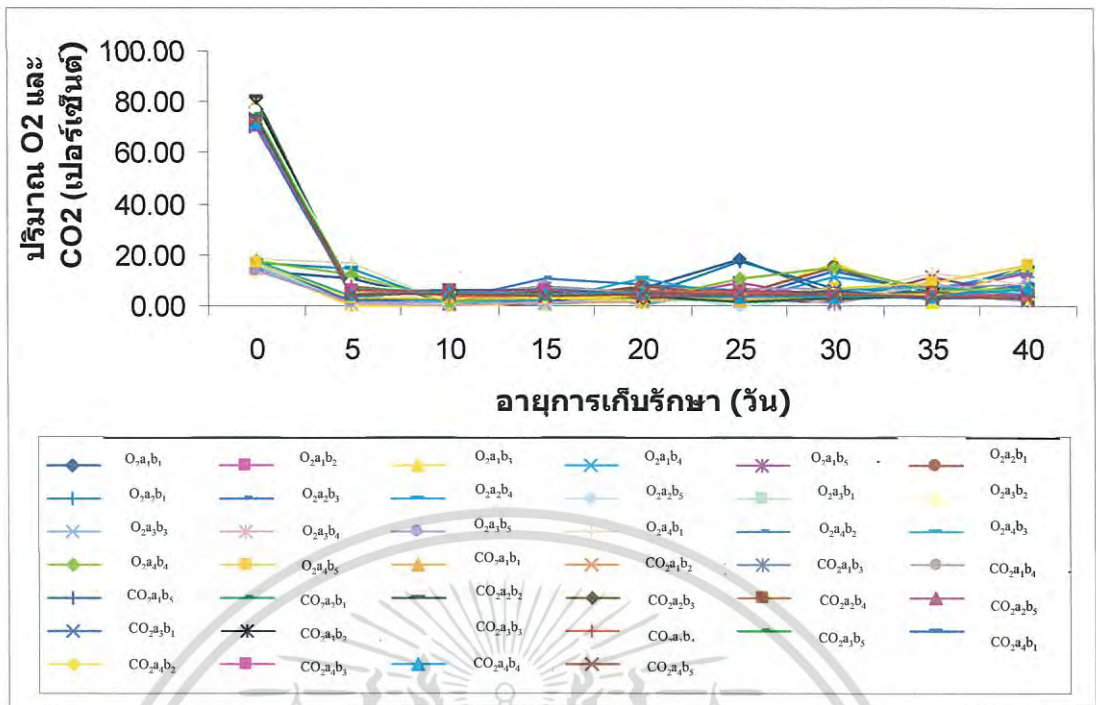 ปริมาณ O2 และ
CO2 (เปอร์เซ็นต์)
100.00
80.00
60.00
40.00
20.00
0.00
0 5 10 15 20 25 30 35 40
อายุการเก็บรักษา (วัน)
O₂a₁b₁ O₂a₁b₂ O₂a₁b₃ O₂a₁b₄ O₂a₁b₅ O₂a₂b₁
O₂a₂b₁ O₂a₂b₃ O₂a₂b₄ O₂a₂b₅ O₂a₃b₁ O₂a₃b₂
O₂a₃b₃ O₂a₃b₄ O₂a₃b₅ O₂a₄b₁ O₂a₄b₂ O₂a₄b₃
O₂a₄b₄ O₂a₄b₅ CO₂a₁b₁ CO₂a₁b₂ CO₂a₁b₃ CO₂a₁b₄
CO₂a₁b₅ CO₂a₂b₁ CO₂a₂b₂ CO₂a₂b₃ CO₂a₂b₄ CO₂a₂b₅
CO₂a₃b₁ CO₂a₃b₂ CO₂a₃b₃ CO₂a₃b₅ CO₂a₄b₁
CO₂a₄b₂ CO₂a₄b₃ CO₂a₄b₄ CO₂a₄b₅